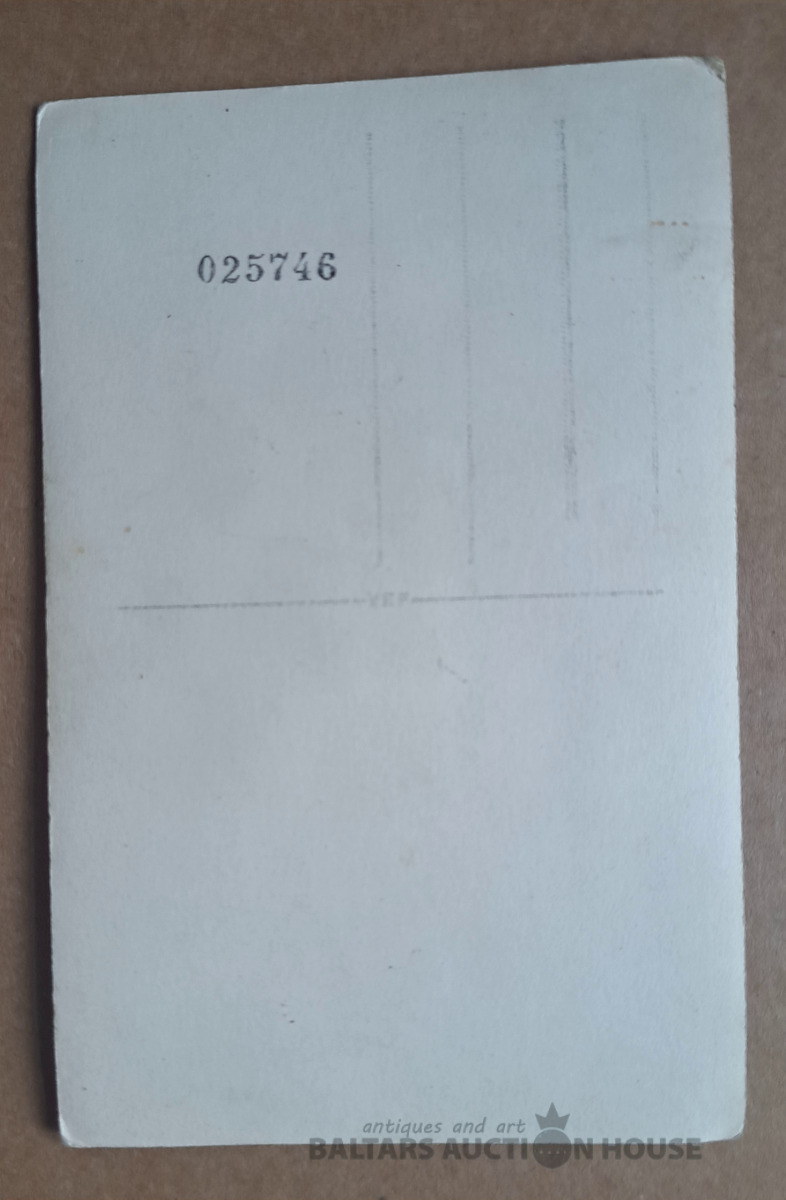 025746
antiques and art
BALTARS AUCTION HOUSE